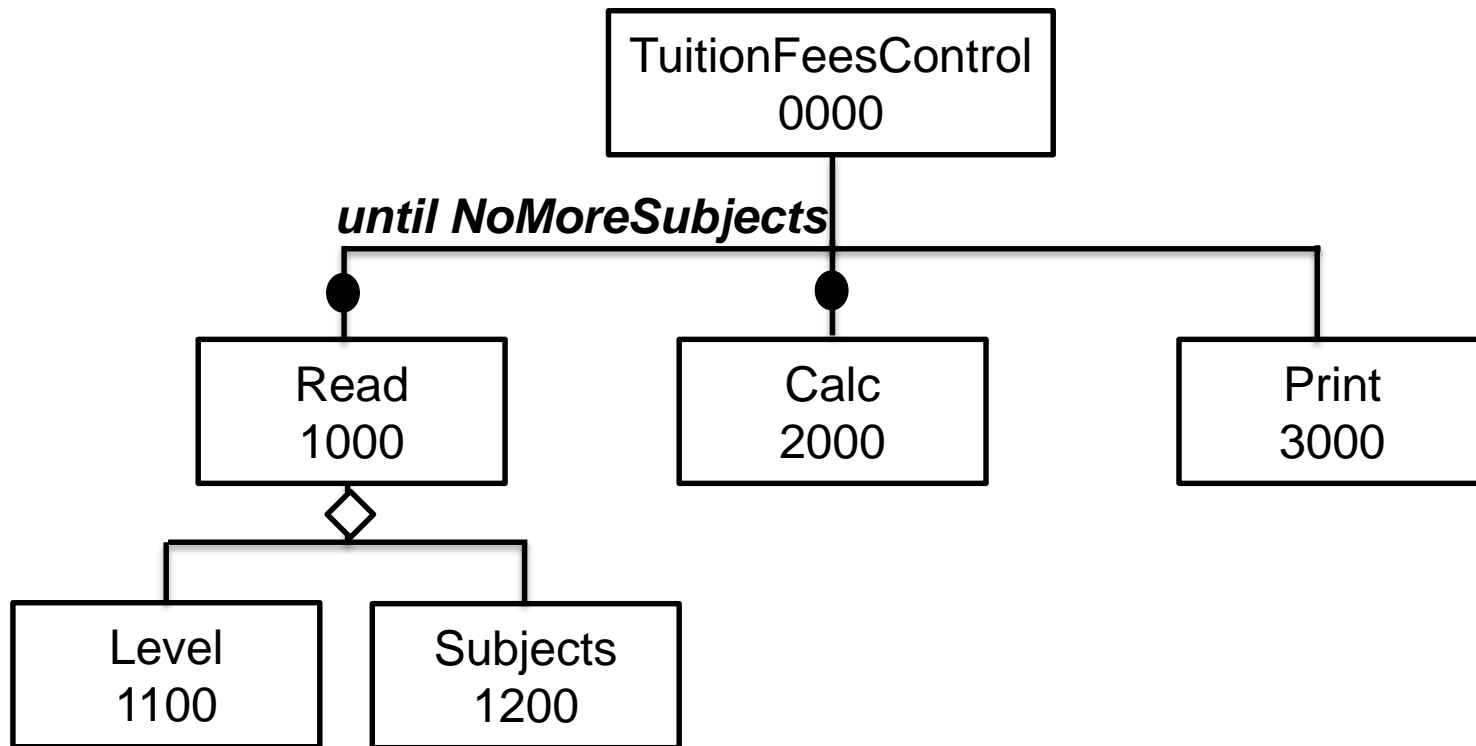 TuitionFeesControl
0000
until NoMoreSubjects
Read
1000
Calc
2000
Print
3000
Level
1100
Subjects
1200